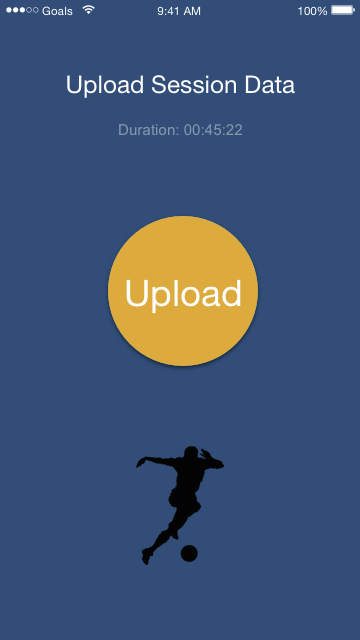 Goals 9:41 AM 100%
Upload Session Data
Duration: 00:45:22
Upload